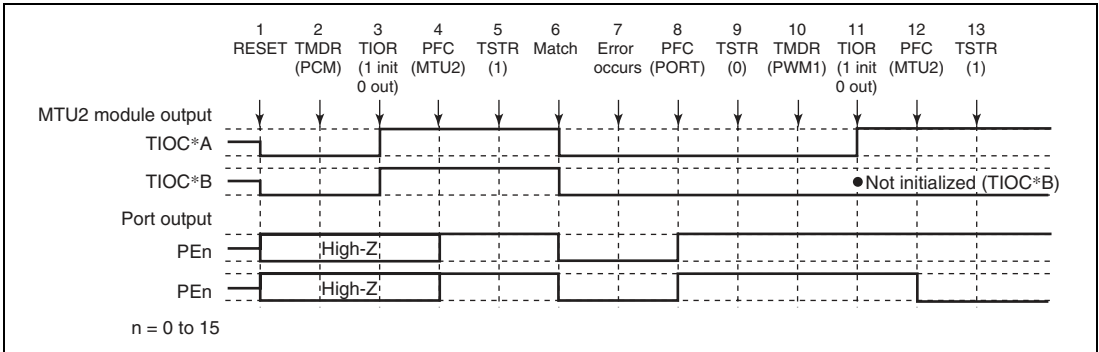 1 2 3 4 5 6 7 8 9 10 11 12 13
RESET TMDR TIOR PFC TSTR Match Error PFC TSTR TMDR TIOR PFC TSTR
(PCM) (1 init (MTU2) (1) occurs (PORT) (0) (PWM1) (1 init (MTU2) (1)
0 out) 0 out)
MTU2 module output
TIOC*A
TIOC*B
●Not initialized (TIOC*B)
Port output
PEn
High-Z
PEn
High-Z
n = 0 to 15